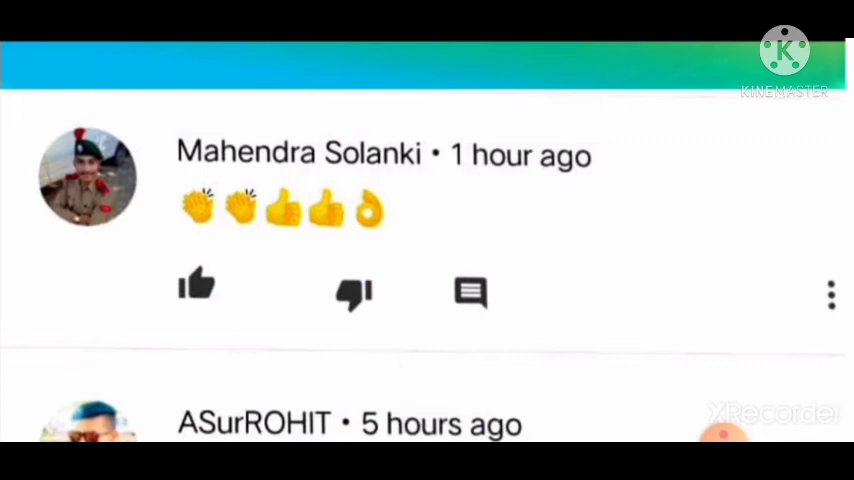 K
KINEMASTER
Mahendra Solanki • 1 hour ago
👏👏👍👍👌
ASurROHIT • 5 hours ago
XRecorder